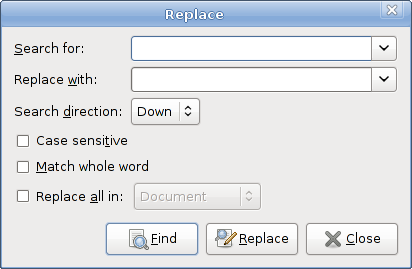 Replace
Search for:
Replace with:
Search direction: Down
Case sensitive
Match whole word
Replace all in: Document
Find Replace Close